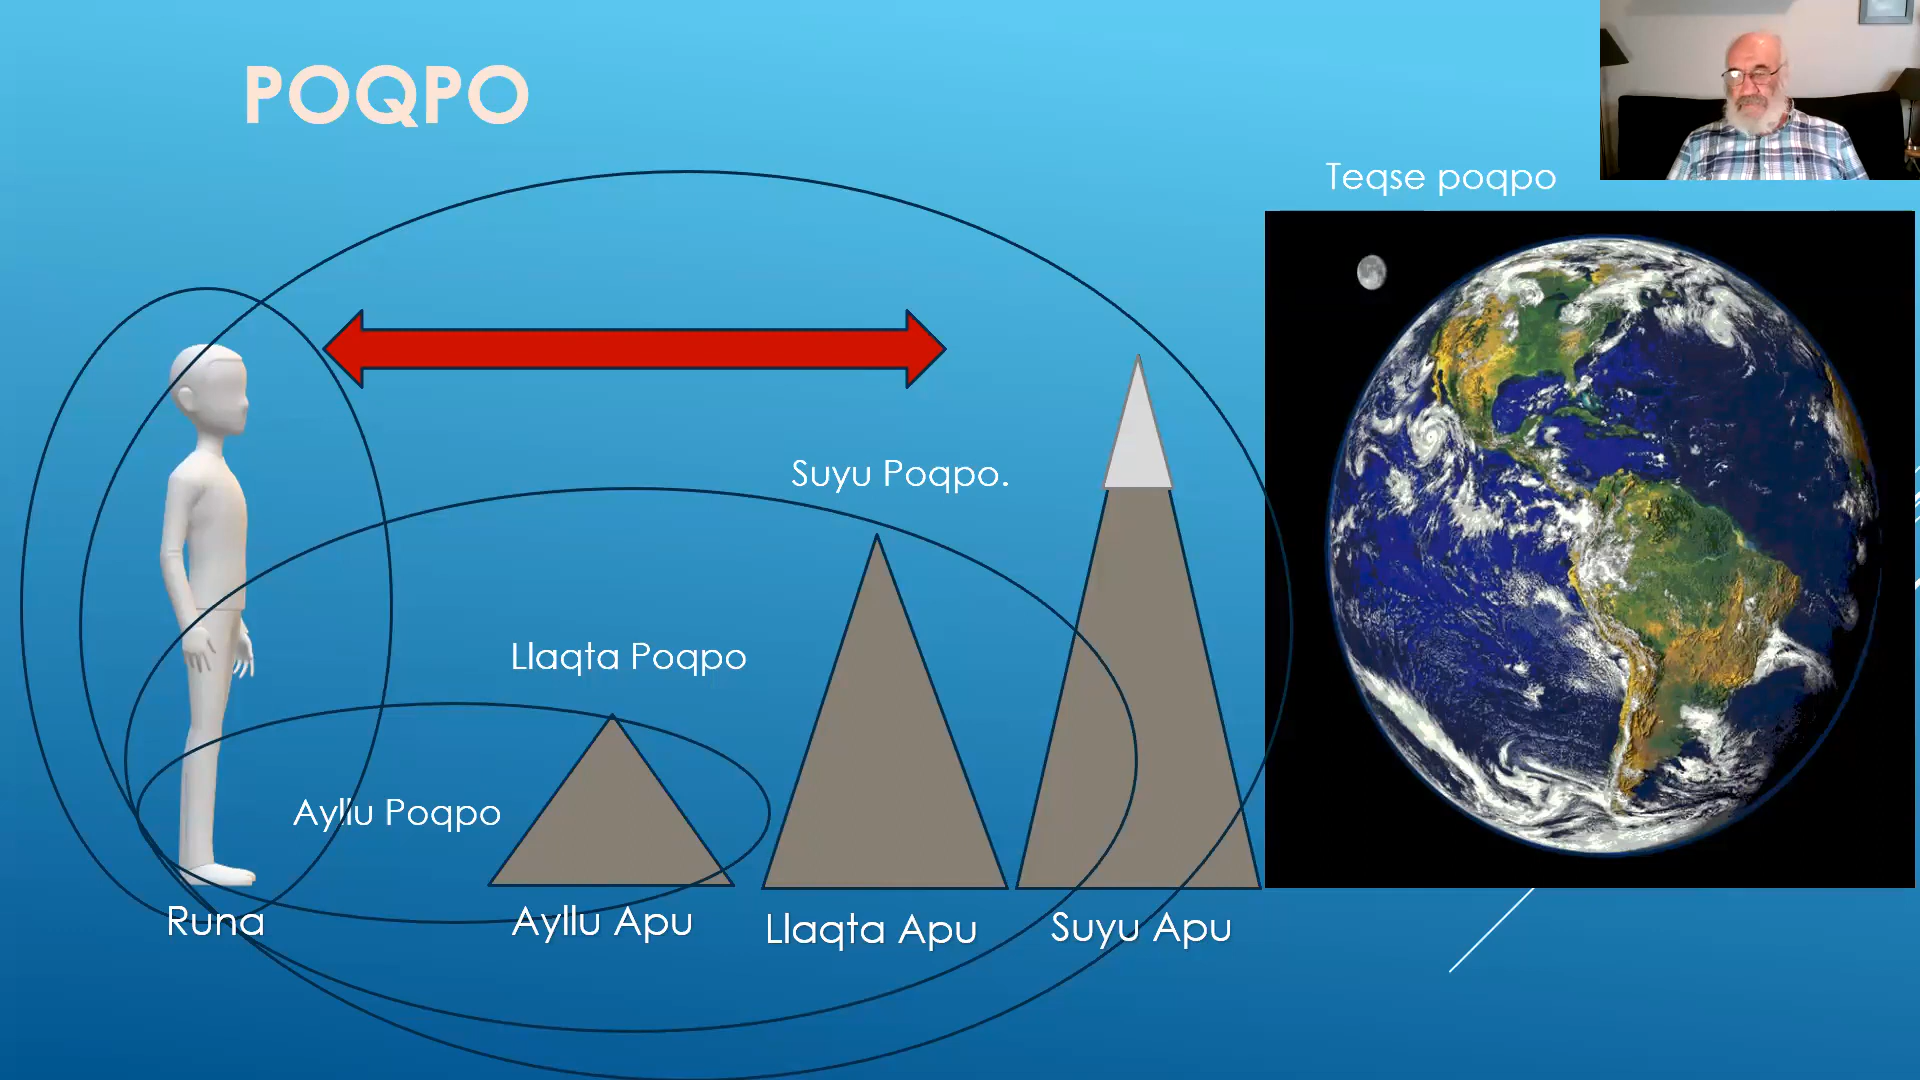 POQPO
Teqse poqpo
Suyu Poqpo.
Llaqta Poqpo
Ayllu Poqpo
Runa
Ayllu Apu
Llaqta Apu
Suyu Apu